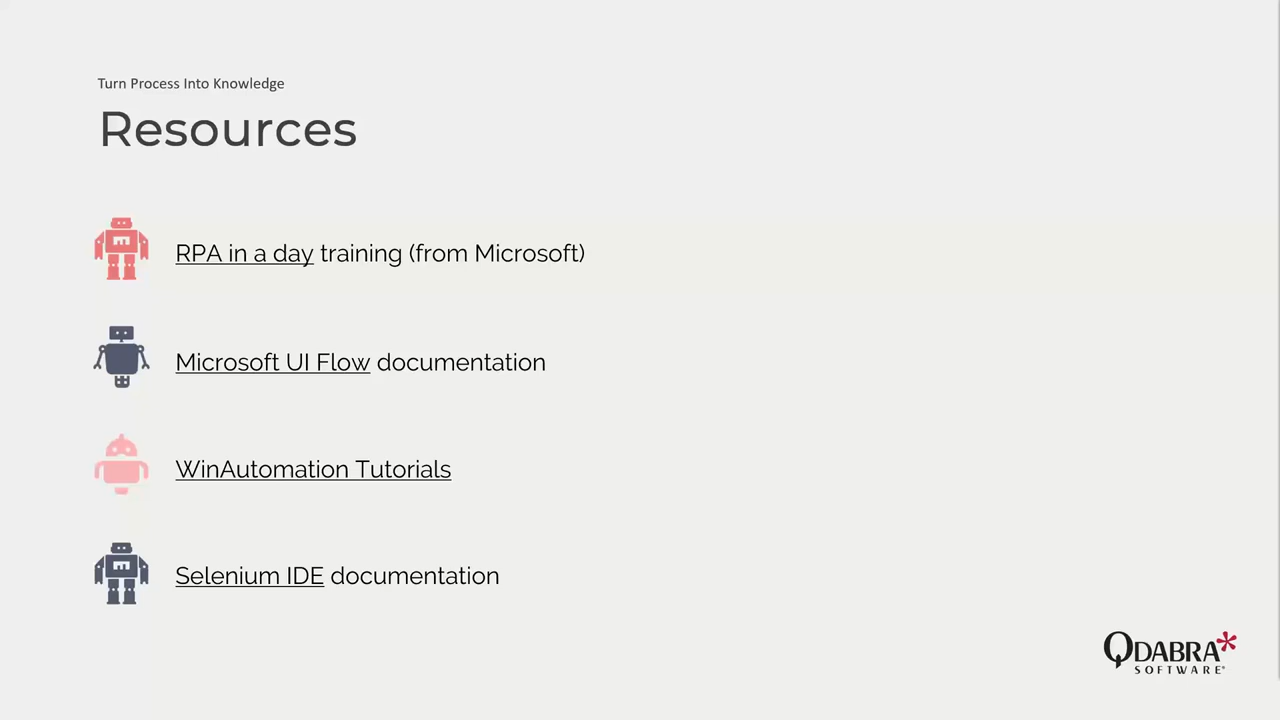 Turn Process Into Knowledge
Resources
RPA in a day training (from Microsoft)
Microsoft UI Flow documentation
WinAutomation Tutorials
Selenium IDE documentation
QDABRA
SOFTWARE